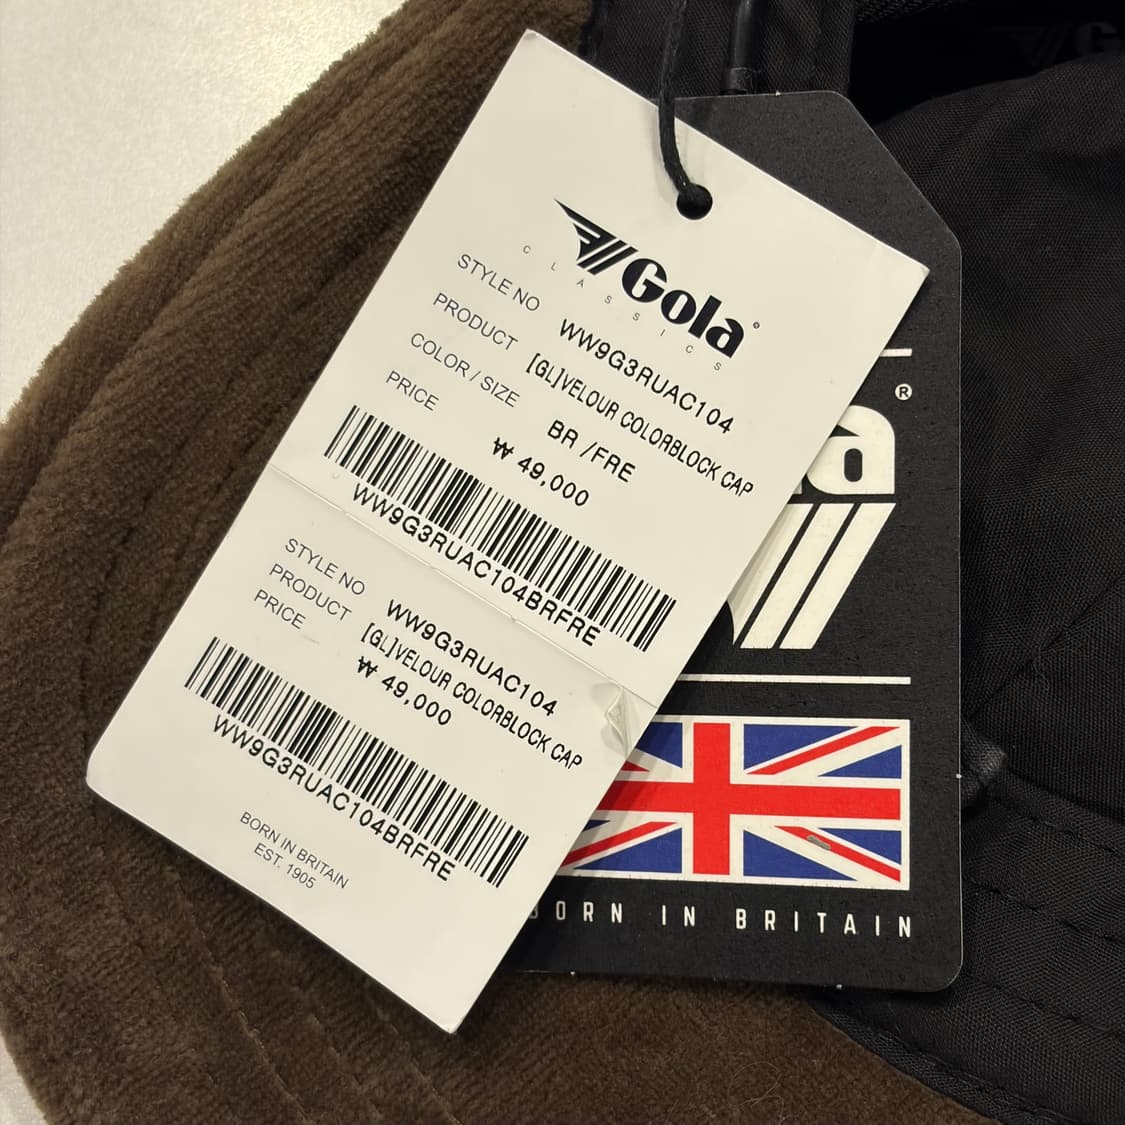 Gola
CLASSICS
STYLE NO WW9G3RUAC104
PRODUCT [GL]VELOUR COLORBLOCK CAP
COLOR / SIZE BR /FRE
PRICE ₩ 49,000
WW9G3RUAC104BRFRE
STYLE NO WW9G3RUAC104
PRODUCT [GL]VELOUR COLORBLOCK CAP
PRICE ₩ 49,000
WW9G3RUAC104BRFRE
BORN IN BRITAIN
EST. 1905
®
BORN IN BRITAIN